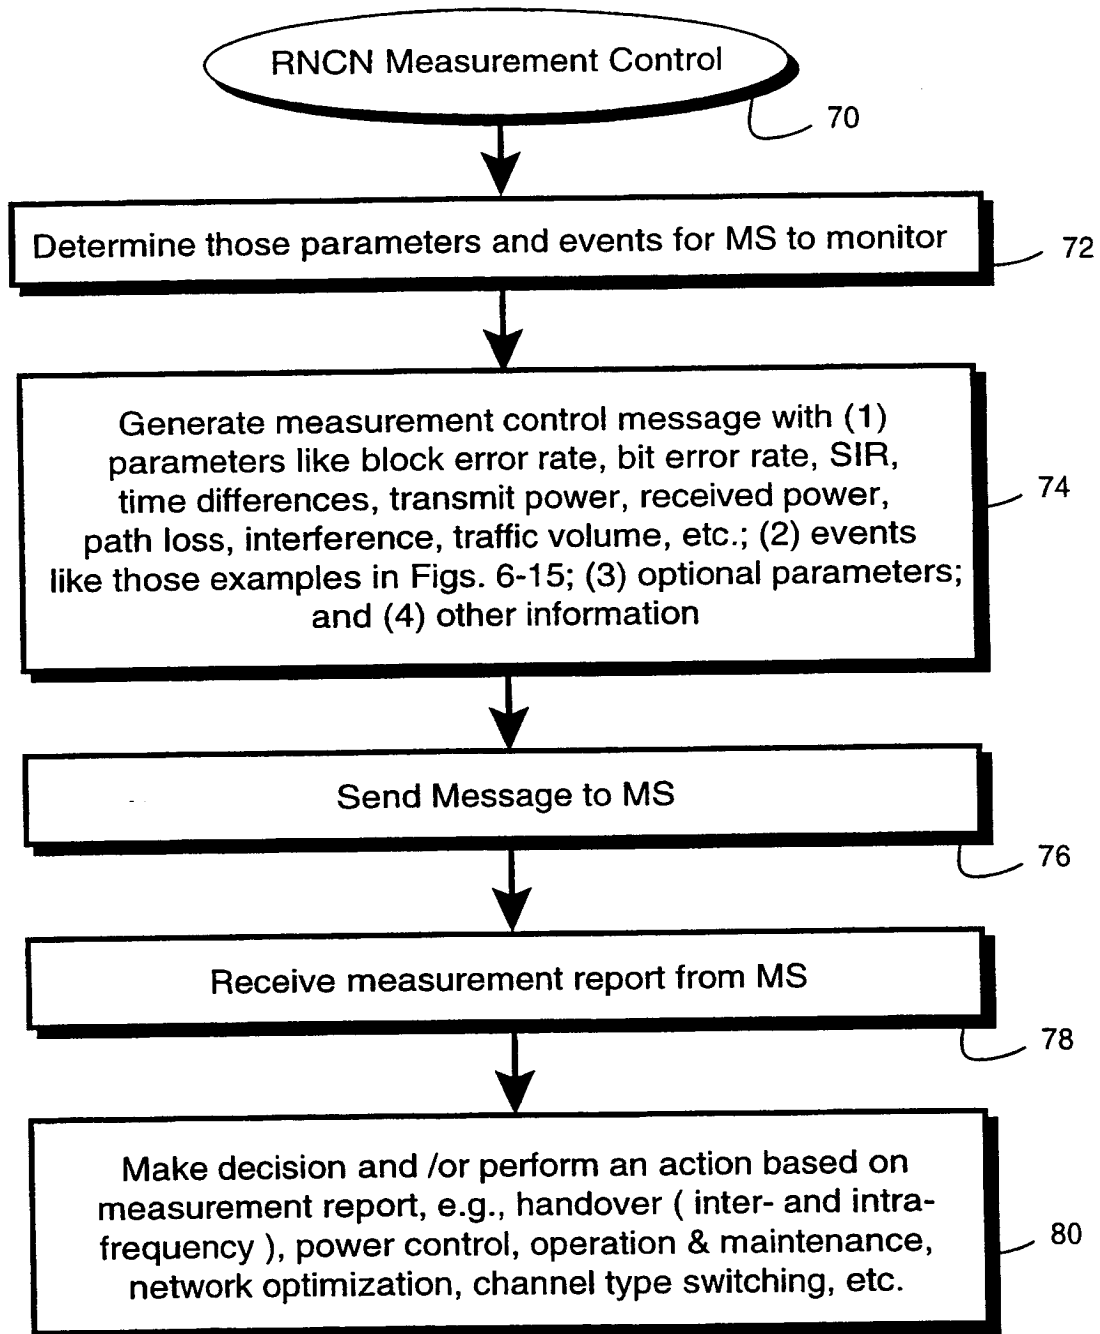 RNCN Measurement Control
70
Determine those parameters and events for MS to monitor
72
Generate measurement control message with (1)
parameters like block error rate, bit error rate, SIR,
time differences, transmit power, received power,
path loss, interference, traffic volume, etc.; (2) events
like those examples in Figs. 6-15; (3) optional parameters;
and (4) other information
74
Send Message to MS
76
Receive measurement report from MS
78
Make decision and /or perform an action based on
measurement report, e.g., handover ( inter- and intra-
frequency ), power control, operation & maintenance,
network optimization, channel type switching, etc.
80